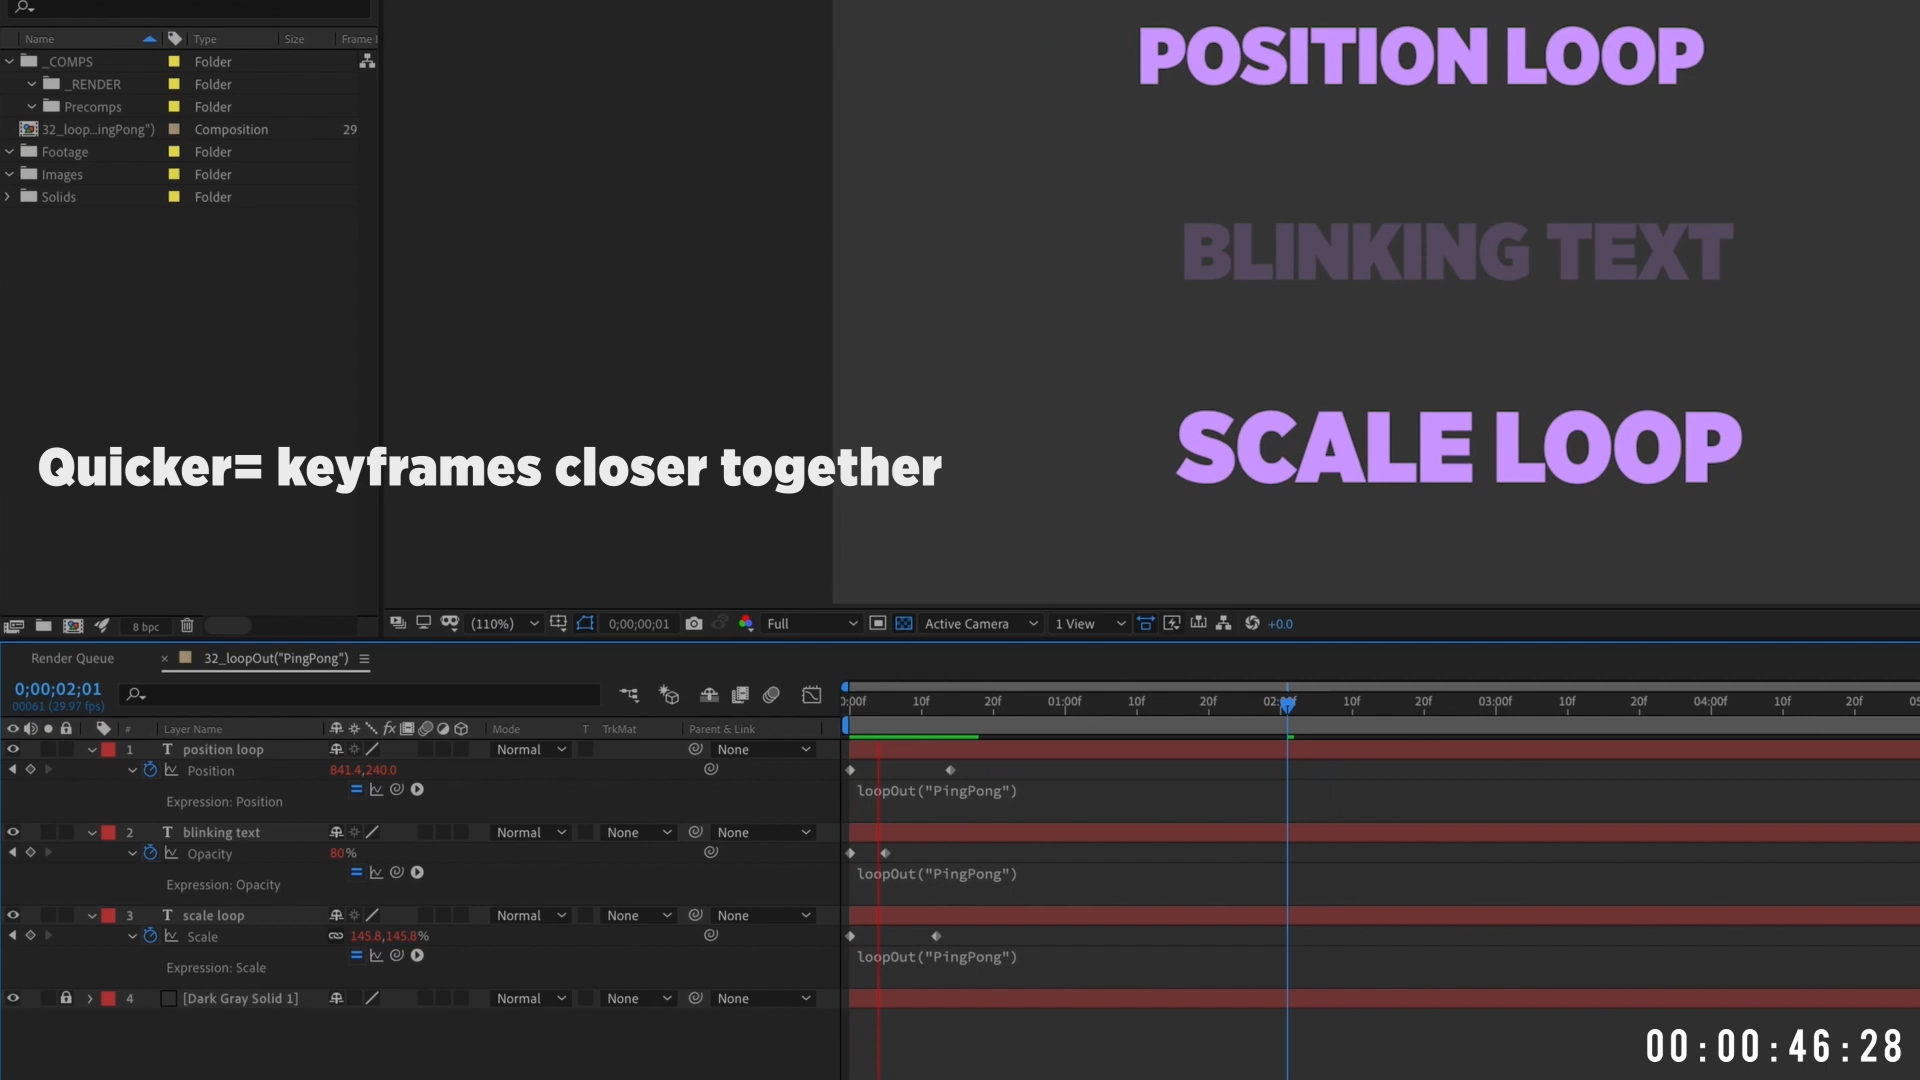 Name Type Size Frame
_COMPS Folder
_RENDER Folder
Precomps Folder
32_loop...ingPong") Composition 29
Footage Folder
Images Folder
Solids Folder
POSITION LOOP
BLINKING TEXT
SCALE LOOP
Quicker= keyframes closer together
8 bpc (110%) 0;00;00;01 Full Active Camera 1 View +0.0
Render Queue × 32_loopOut("PingPong")
0;00;02;01
00061 (29.97 fps)
:00f 10f 20f 01:00f 10f 20f 02:00f 10f 20f 03:00f 10f 20f 04:00f 10f 20f 05
# Layer Name fx Mode T TrkMat Parent & Link
1 T position loop Normal None
Position 841.4,240.0
loopOut("PingPong")
Expression: Position
2 T blinking text Normal None None
Opacity 80%
loopOut("PingPong")
Expression: Opacity
3 T scale loop Normal None None
Scale 145.8,145.8%
loopOut("PingPong")
Expression: Scale
4 [Dark Gray Solid 1] Normal None None
00:00:46:28